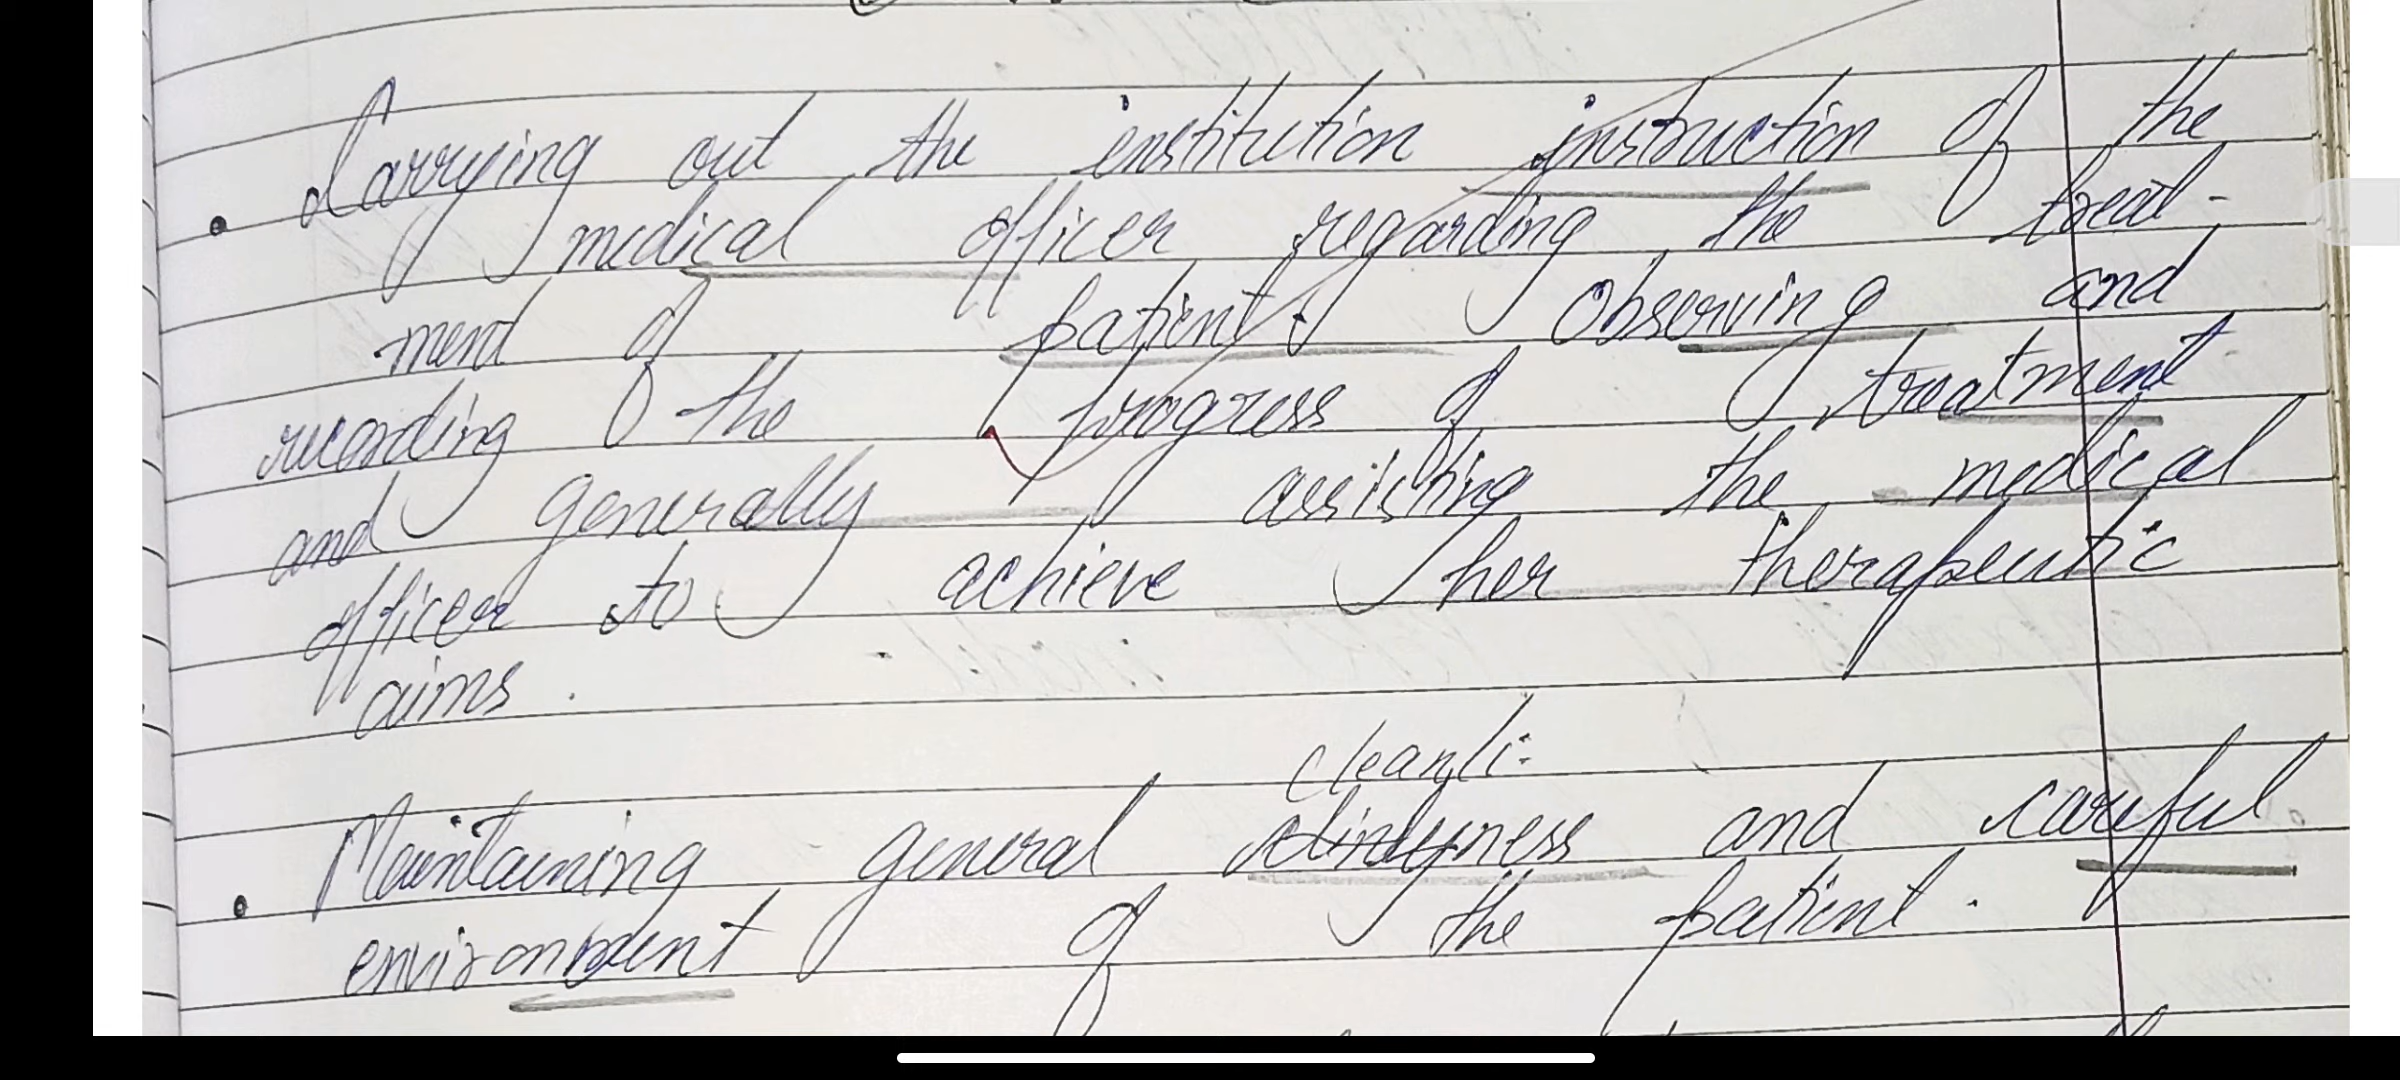 • Carrying out the institution instruction of the
medical officer regarding the treat-
ment of patient. Observing and
recording of the progress of treatment
and generally assisting the medical
officer to achieve her therapeutic
aims.
cleanli-
• Maintaining general ness and careful
environment of the patient.